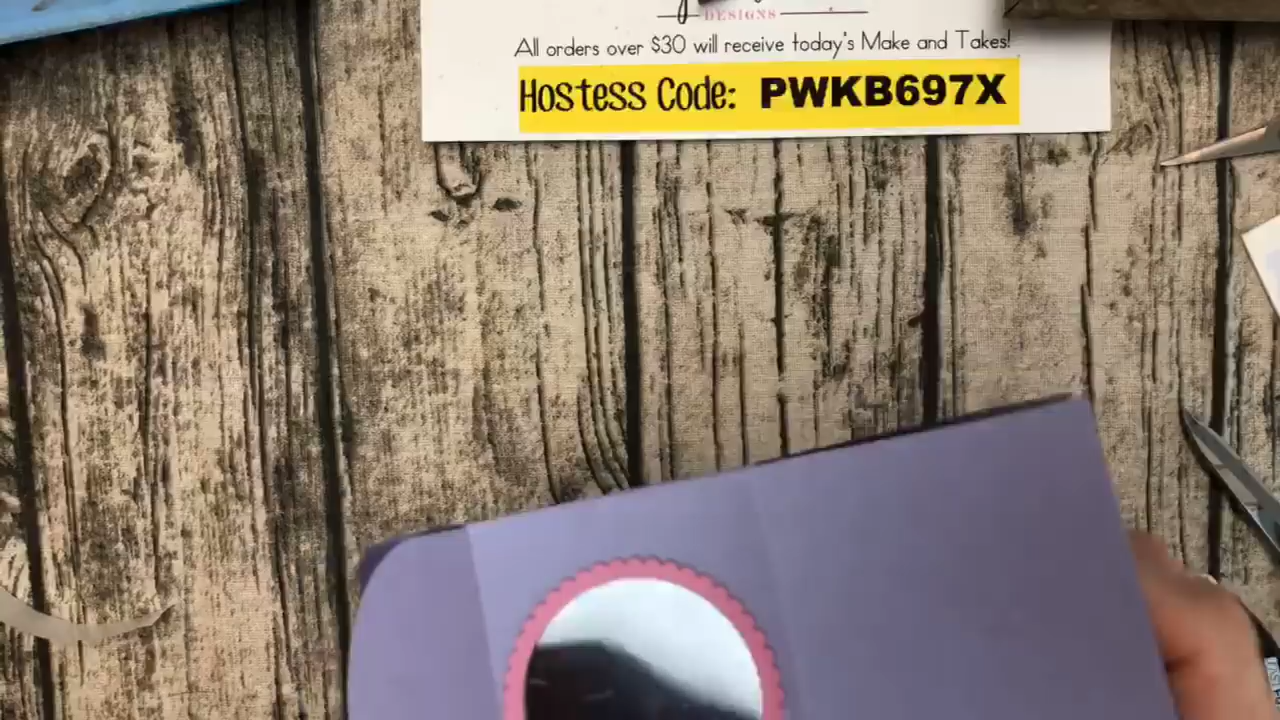 DESIGNS
All orders over $30 will receive today's Make and Takes!
Hostess Code: PWKB697X